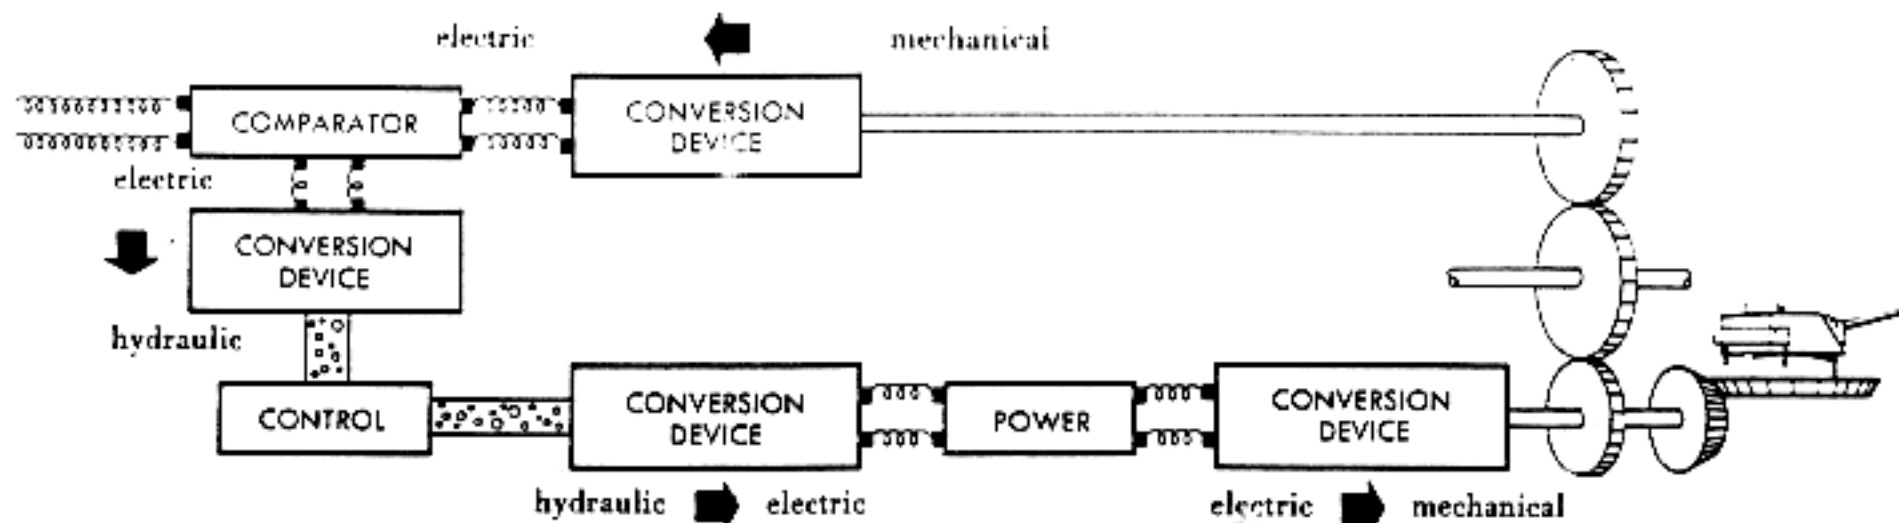 electric
mechanical
COMPARATOR
CONVERSION
DEVICE
electric
CONVERSION
DEVICE
hydraulic
CONTROL
CONVERSION
DEVICE
POWER
CONVERSION
DEVICE
hydraulic
electric
electric
mechanical